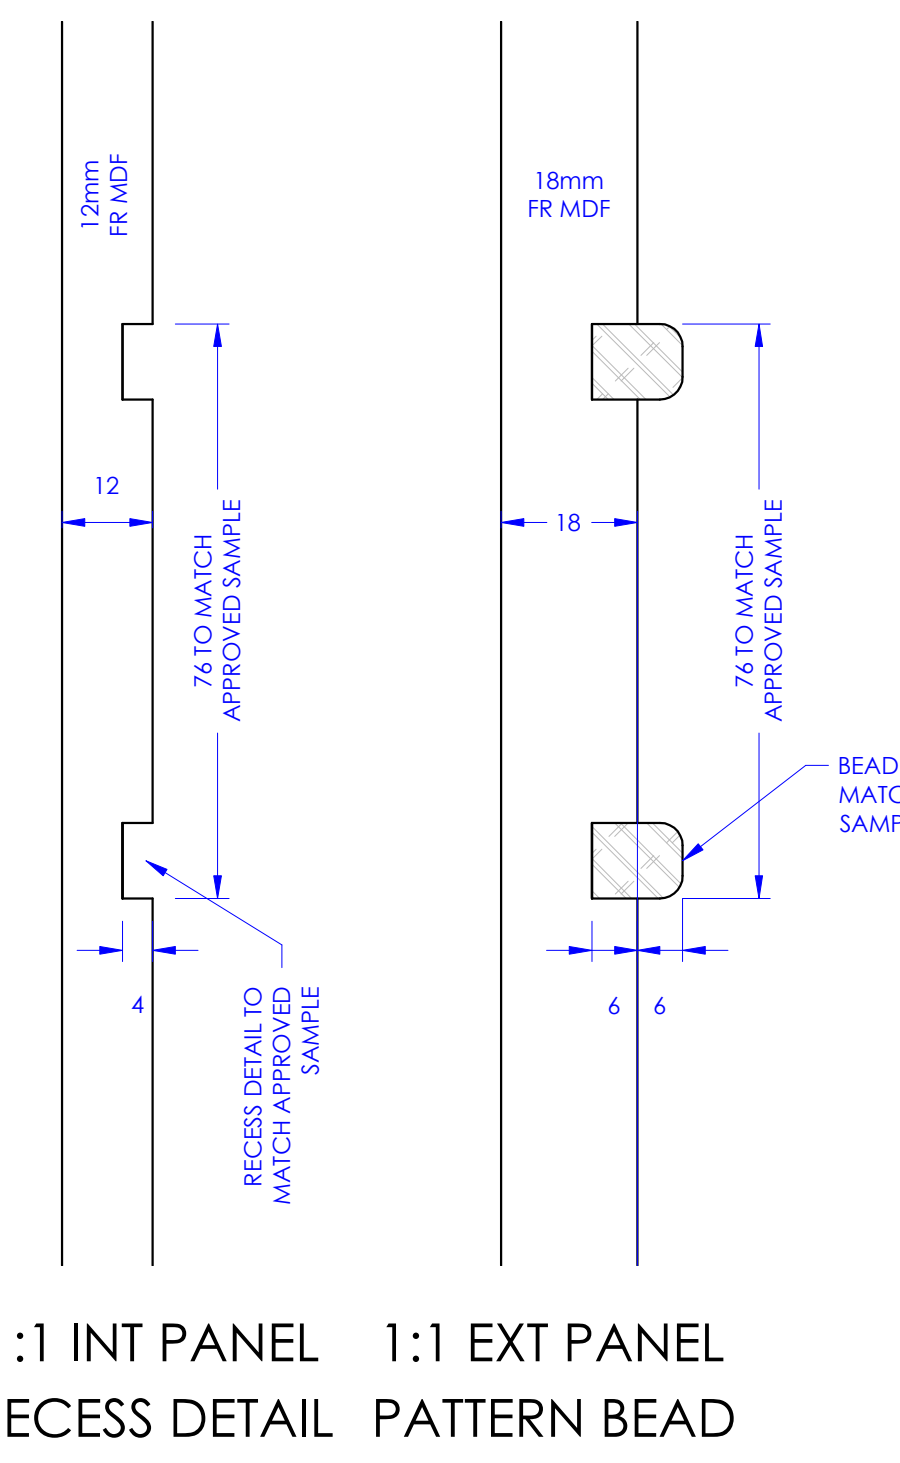 12mm
FR MDF
18mm
FR MDF
12
18
76 TO MATCH
APPROVED SAMPLE
76 TO MATCH
APPROVED SAMPLE
BEAD
MATC
SAMP
4
6
6
RECESS DETAIL TO
MATCH APPROVED
SAMPLE
:1 INT PANEL
ECESS DETAIL
1:1 EXT PANEL
PATTERN BEAD